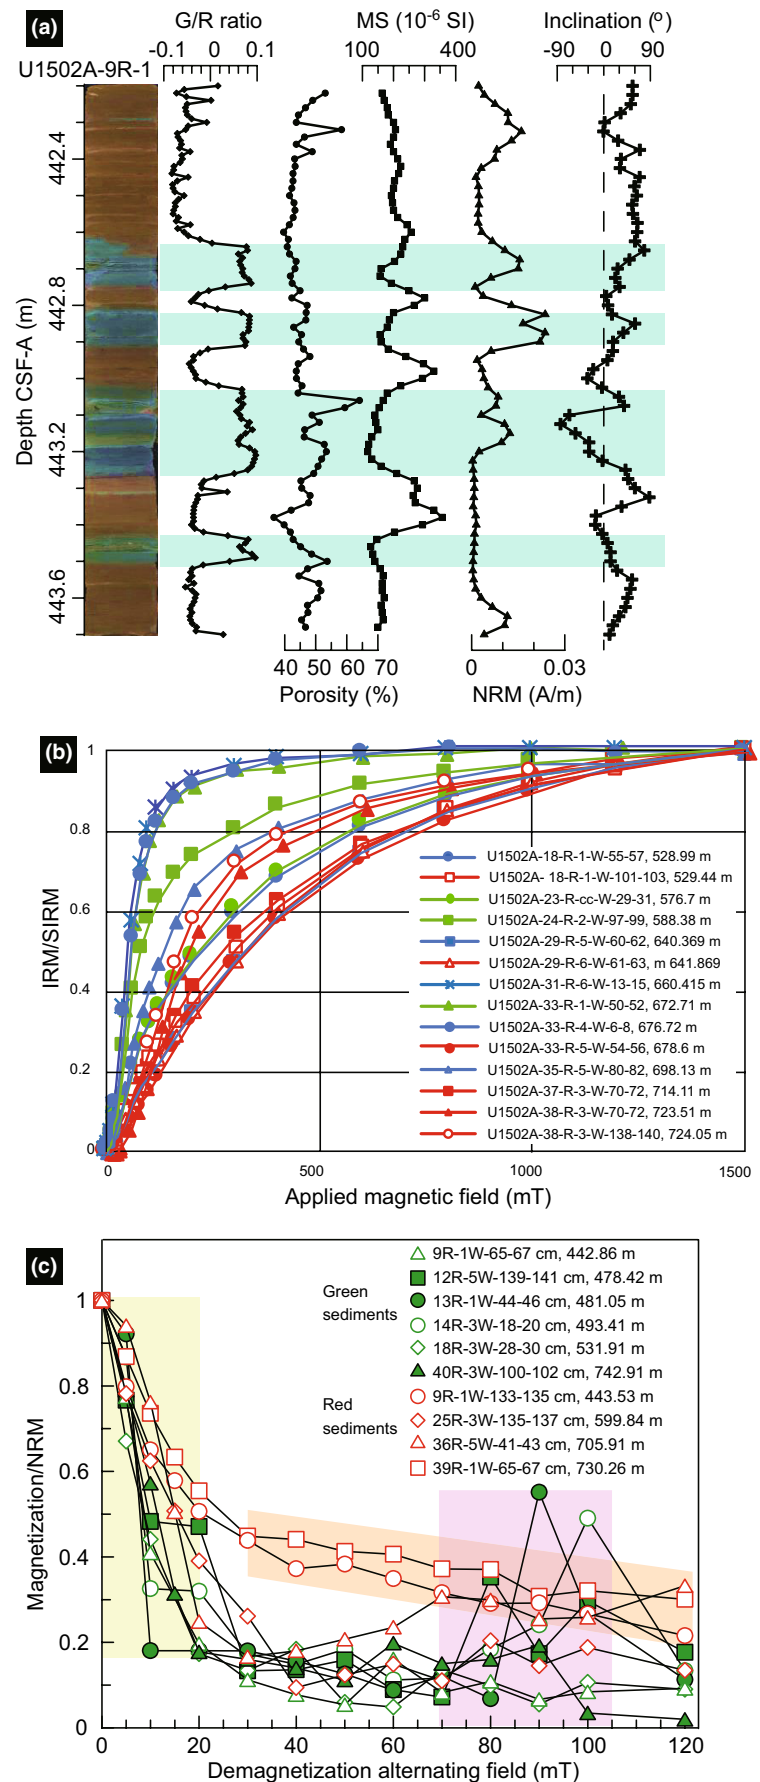 (a)
G/R ratio
MS (10⁻⁶ SI)
Inclination (°)
-0.1 0 0.1
100 400
-90 0 90
U1502A-9R-1
Depth CSF-A (m)
442.4
442.8
443.2
443.6
40 50 60 70
Porosity (%)
0 0.03
NRM (A/m)
(b)
IRM/SIRM
1
0.8
0.6
0.4
0.2
0
0 500 1000 1500
Applied magnetic field (mT)
U1502A-18-R-1-W-55-57, 528.99 m
U1502A- 18-R-1-W-101-103, 529.44 m
U1502A-23-R-cc-W-29-31, 576.7 m
U1502A-24-R-2-W-97-99, 588.38 m
U1502A-29-R-5-W-60-62, 640.369 m
U1502A-29-R-6-W-61-63, m 641.869
U1502A-31-R-6-W-13-15, 660.415 m
U1502A-33-R-1-W-50-52, 672.71 m
U1502A-33-R-4-W-6-8, 676.72 m
U1502A-33-R-5-W-54-56, 678.6 m
U1502A-35-R-5-W-80-82, 698.13 m
U1502A-37-R-3-W-70-72, 714.11 m
U1502A-38-R-3-W-70-72, 723.51 m
U1502A-38-R-3-W-138-140, 724.05 m
(c)
Magnetization/NRM
1
0.8
0.6
0.4
0.2
0
0 20 40 60 80 100 120
Demagnetization alternating field (mT)
Green
sediments
9R-1W-65-67 cm, 442.86 m
12R-5W-139-141 cm, 478.42 m
13R-1W-44-46 cm, 481.05 m
14R-3W-18-20 cm, 493.41 m
18R-3W-28-30 cm, 531.91 m
40R-3W-100-102 cm, 742.91 m
Red
sediments
9R-1W-133-135 cm, 443.53 m
25R-3W-135-137 cm, 599.84 m
36R-5W-41-43 cm, 705.91 m
39R-1W-65-67 cm, 730.26 m